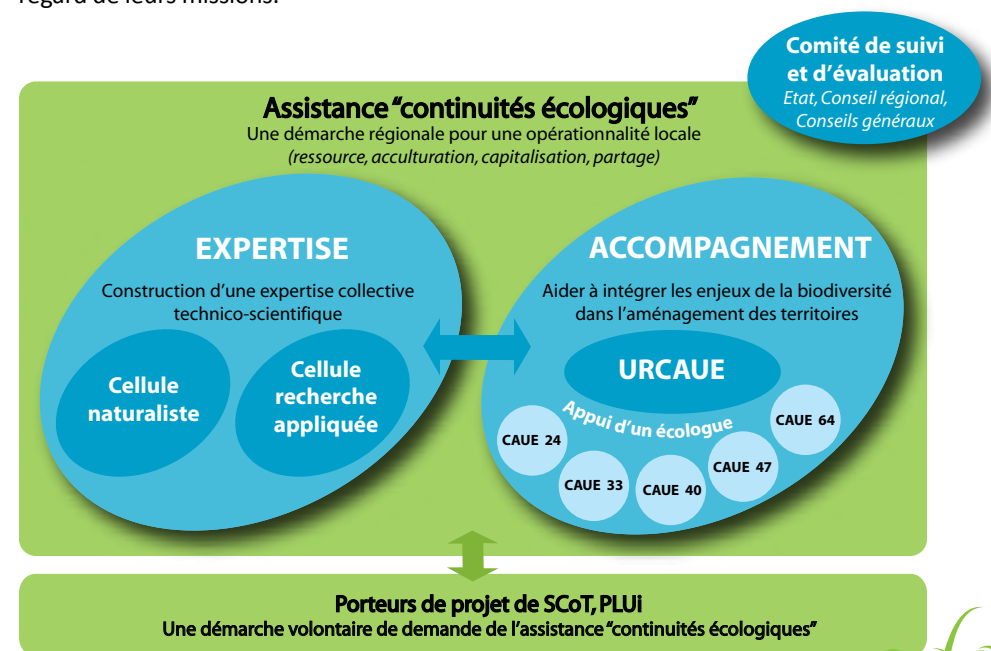 regard de leurs missions.
Comité de suivi
et d'évaluation
Etat, Conseil régional,
Conseils généraux
Assistance "continuités écologiques"
Une démarche régionale pour une opérationnalité locale
(ressource, acculturation, capitalisation, partage)
EXPERTISE
Construction d'une expertise collective
technico-scientifique
Cellule
naturaliste
Cellule
recherche
appliquée
ACCOMPAGNEMENT
Aider à intégrer les enjeux de la biodiversité
dans l'aménagement des territoires
URCAUE
Appui d'un écologue
CAUE 24
CAUE 33
CAUE 40
CAUE 47
CAUE 64
Porteurs de projet de SCoT, PLUi
Une démarche volontaire de demande de l'assistance "continuités écologiques"